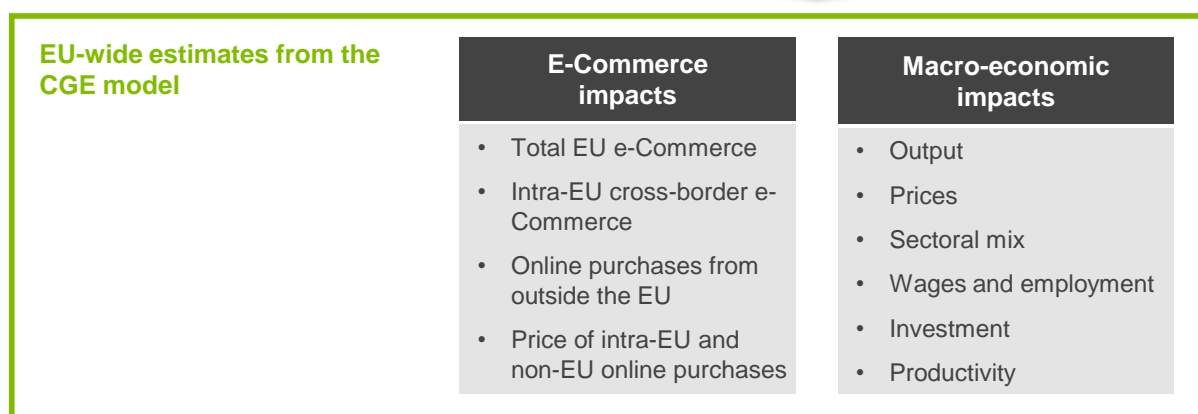 EU-wide estimates from the
CGE model
E-Commerce
impacts
• Total EU e-Commerce
• Intra-EU cross-border e-
Commerce
• Online purchases from
outside the EU
• Price of intra-EU and
non-EU online purchases
Macro-economic
impacts
• Output
• Prices
• Sectoral mix
• Wages and employment
• Investment
• Productivity